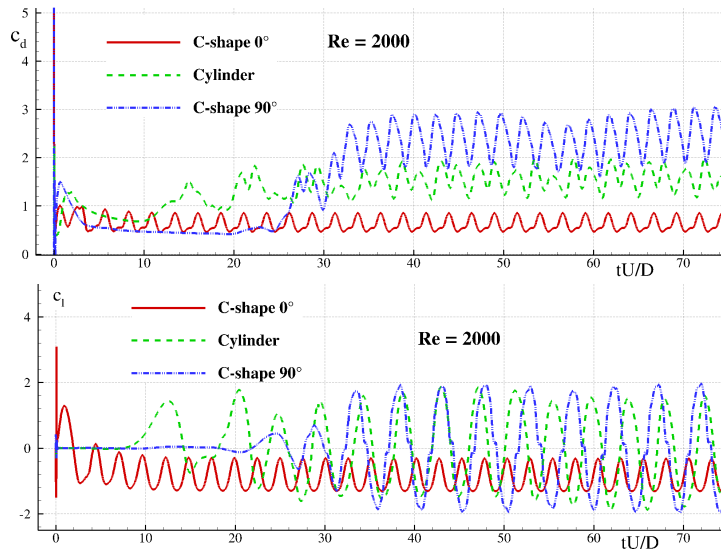 5
c_d
C-shape 0°
Re = 2000
4
Cylinder
3
C-shape 90°
2
1
0
0 10 20 30 40 50 60 70
tU/D
c_l
C-shape 0°
4
Cylinder
Re = 2000
C-shape 90°
2
0
-2
0 10 20 30 40 50 60 70
tU/D